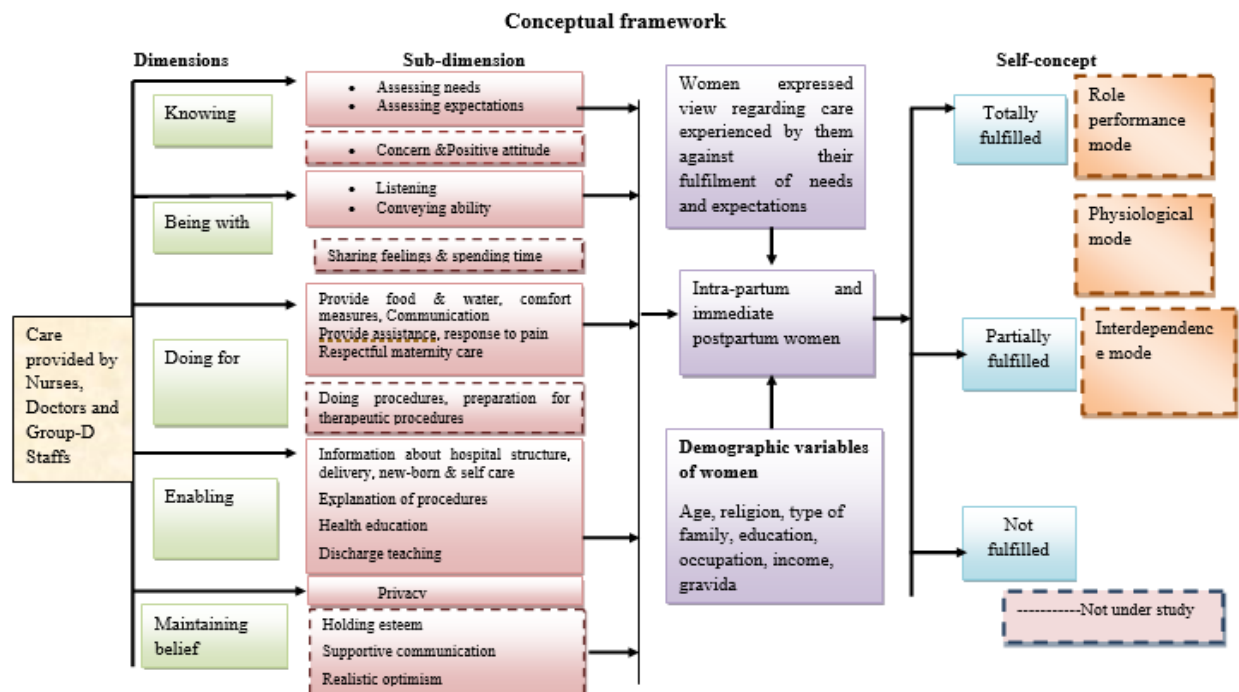 Conceptual framework
Dimensions
Sub-dimension
Self-concept
Care
provided by
Nurses,
Doctors and
Group-D
Staffs
Knowing
• Assessing needs
• Assessing expectations
• Concern &Positive attitude
Being with
• Listening
• Conveying ability
Sharing feelings & spending time
Doing for
Provide food & water, comfort
measures, Communication
Provide assistance, response to pain
Respectful maternity care
Doing procedures, preparation for
therapeutic procedures
Enabling
Information about hospital structure,
delivery, new-born & self care
Explanation of procedures
Health education
Discharge teaching
Maintaining
belief
Privacy
Holding esteem
Supportive communication
Realistic optimism
Women expressed
view regarding care
experienced by them
against their
fulfilment of needs
and expectations
Intra-partum and
immediate
postpartum women
Demographic variables
of women
Age, religion, type of
family, education,
occupation, income,
gravida
Totally
fulfilled
Role
performance
mode
Physiological
mode
Partially
fulfilled
Interdependenc
e mode
Not
fulfilled
-----------Not under study